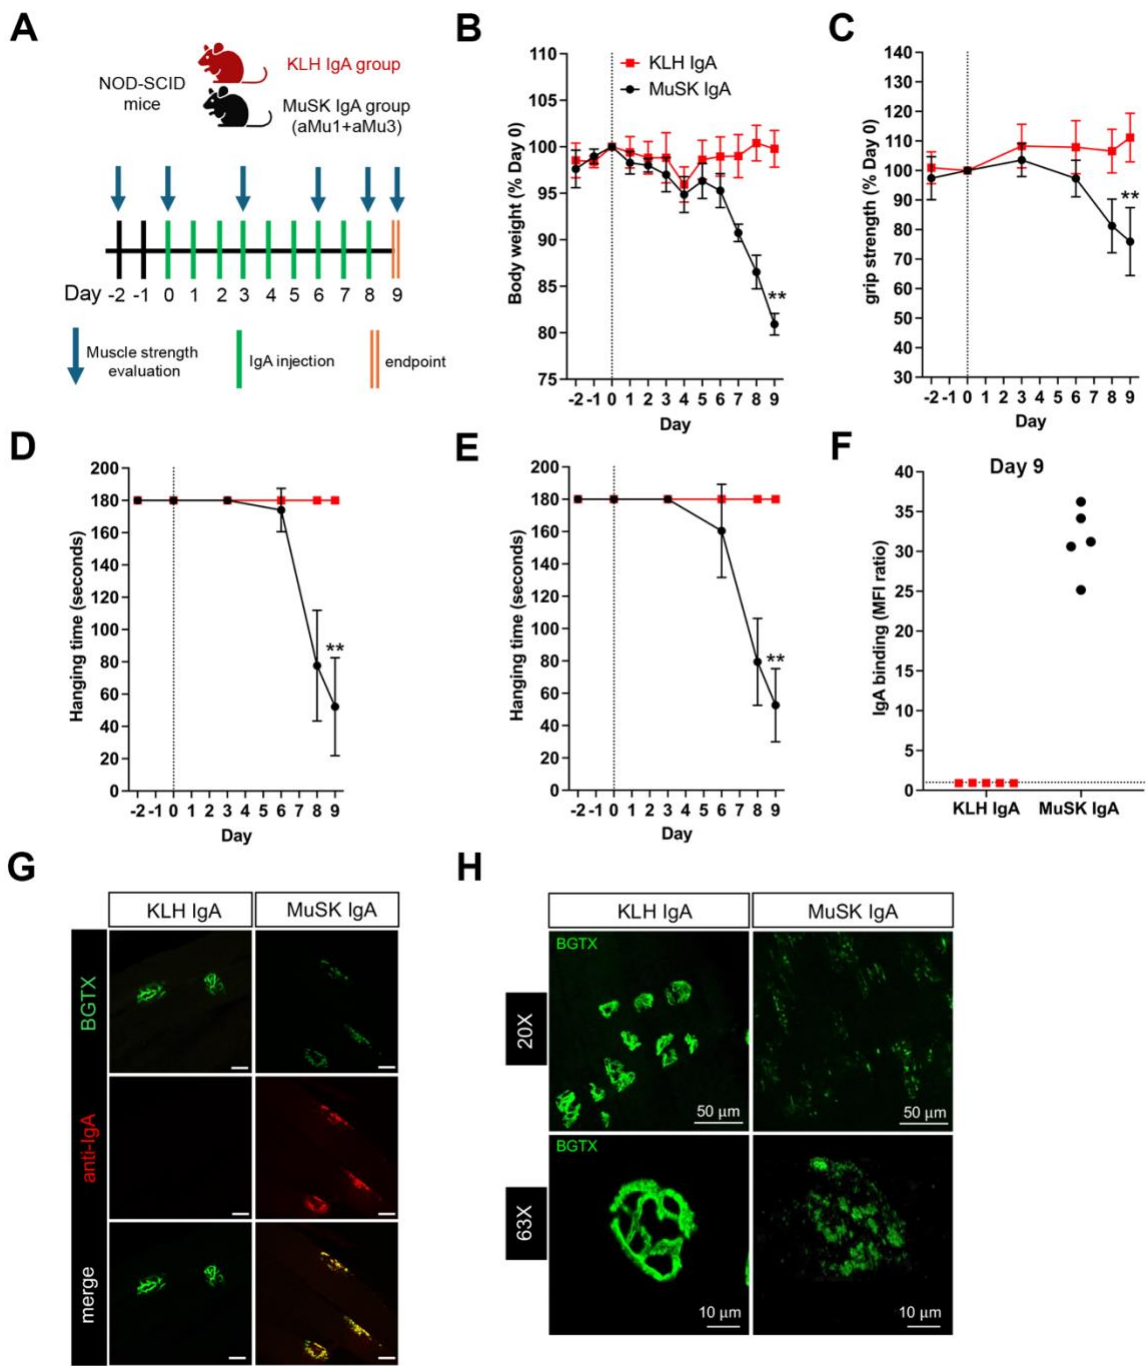 A
NOD-SCID
mice
KLH IgA group
MuSK IgA group
(aMu1+aMu3)
Day -2 -1 0 1 2 3 4 5 6 7 8 9
Muscle strength
evaluation
IgA injection
endpoint
B
KLH IgA
MuSK IgA
Body weight (% Day 0)
110
105
100
95
90
85
80
75
**
-2 -1 0 1 2 3 4 5 6 7 8 9
Day
C
grip strength (% Day 0)
140
130
120
110
100
90
80
70
60
50
40
30
**
-2 -1 0 1 2 3 4 5 6 7 8 9
Day
D
Hanging time (seconds)
200
180
160
140
120
100
80
60
40
20
0
**
-2 -1 0 1 2 3 4 5 6 7 8 9
Day
E
Hanging time (seconds)
200
180
160
140
120
100
80
60
40
20
0
**
-2 -1 0 1 2 3 4 5 6 7 8 9
Day
F
Day 9
IgA binding (MFI ratio)
40
35
30
25
20
15
10
5
0
KLH IgA MuSK IgA
G
KLH IgA MuSK IgA
BGTX
anti-IgA
merge
H
KLH IgA MuSK IgA
20X
BGTX
50 µm 50 µm
63X
BGTX
10 µm 10 µm